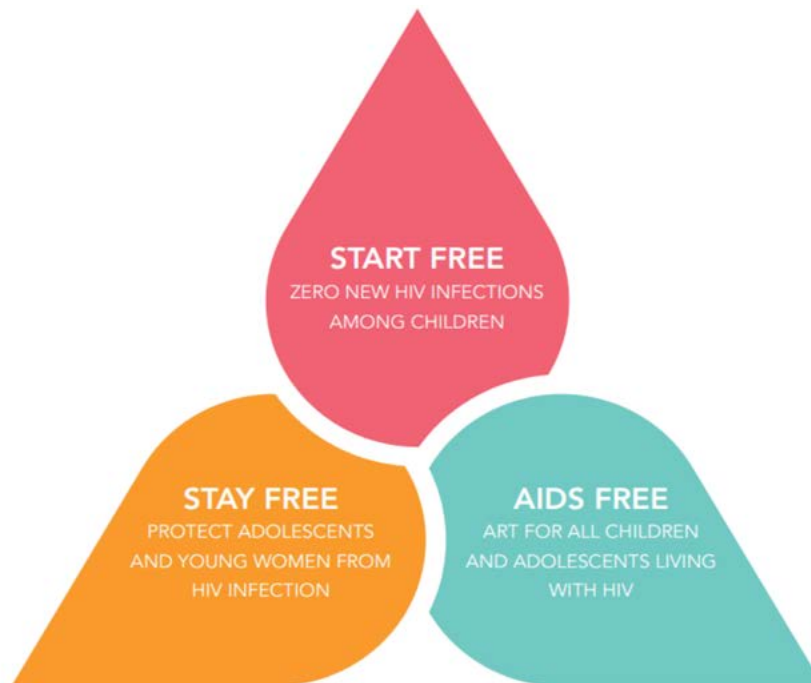 START FREE
ZERO NEW HIV INFECTIONS
AMONG CHILDREN
STAY FREE
PROTECT ADOLESCENTS
AND YOUNG WOMEN FROM
HIV INFECTION
AIDS FREE
ART FOR ALL CHILDREN
AND ADOLESCENTS LIVING
WITH HIV